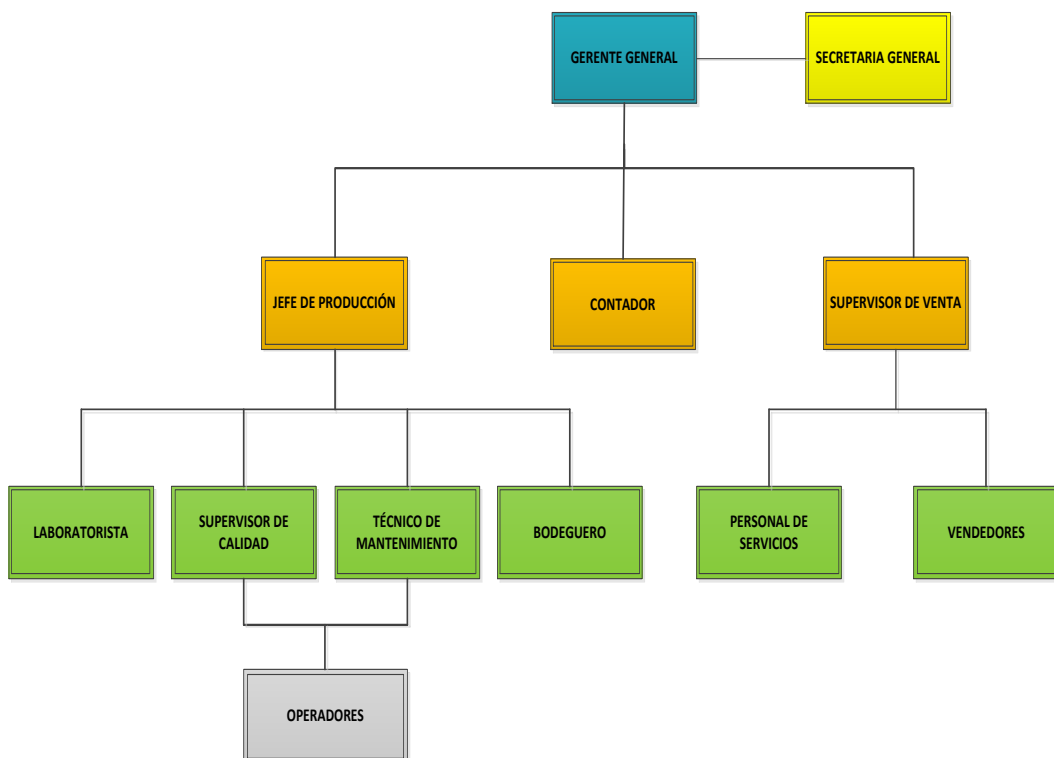 GERENTE GENERAL
SECRETARIA GENERAL
JEFE DE PRODUCCIÓN
CONTADOR
SUPERVISOR DE VENTA
LABORATORISTA
SUPERVISOR DE
CALIDAD
TÉCNICO DE
MANTENIMIENTO
BODEGUERO
PERSONAL DE
SERVICIOS
VENDEDORES
OPERADORES